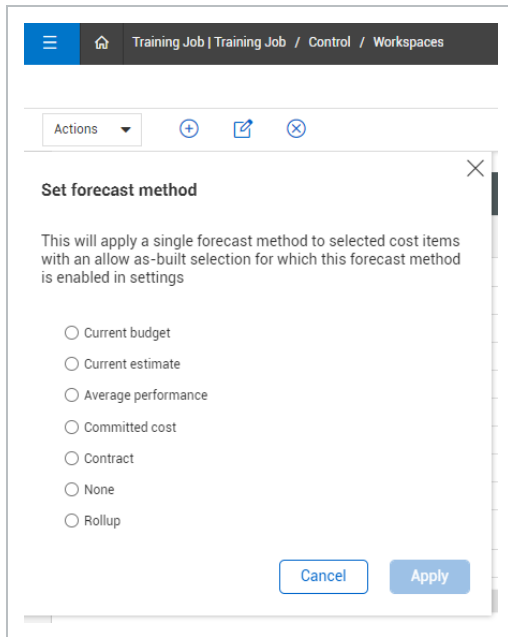 Training Job | Training Job / Control / Workspaces
Actions
Set forecast method
This will apply a single forecast method to selected cost items
with an allow as-built selection for which this forecast method
is enabled in settings
Current budget
Current estimate
Average performance
Committed cost
Contract
None
Rollup
Cancel Apply